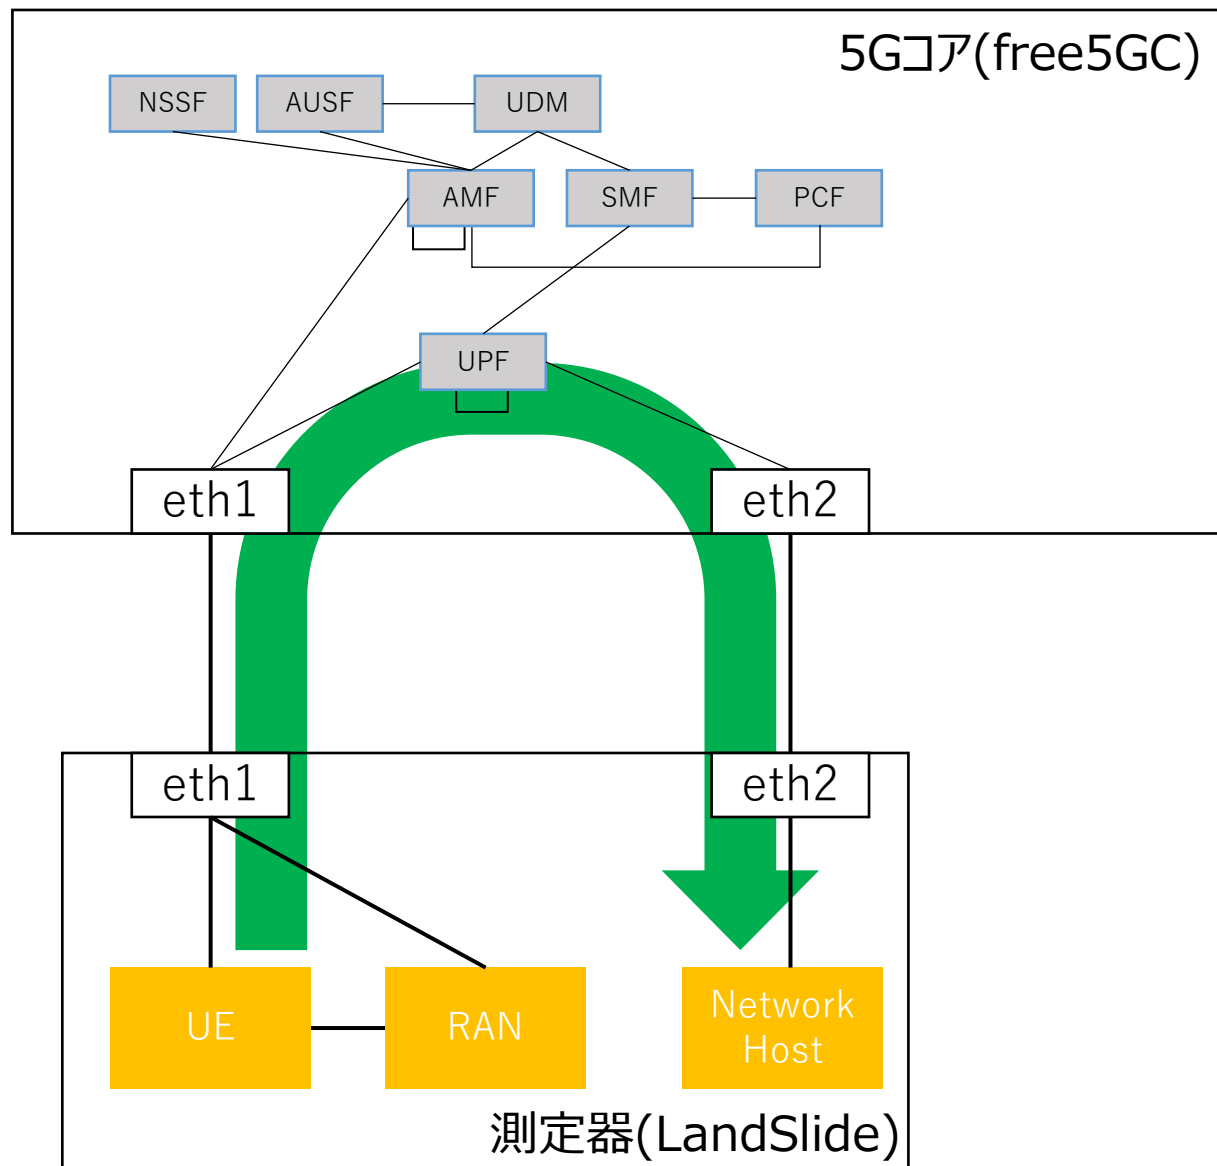 5Gコア(free5GC)
NSSF
AUSF
UDM
AMF
SMF
PCF
UPF
eth1
eth2
eth1
eth2
UE
RAN
Network
Host
測定器(LandSlide)